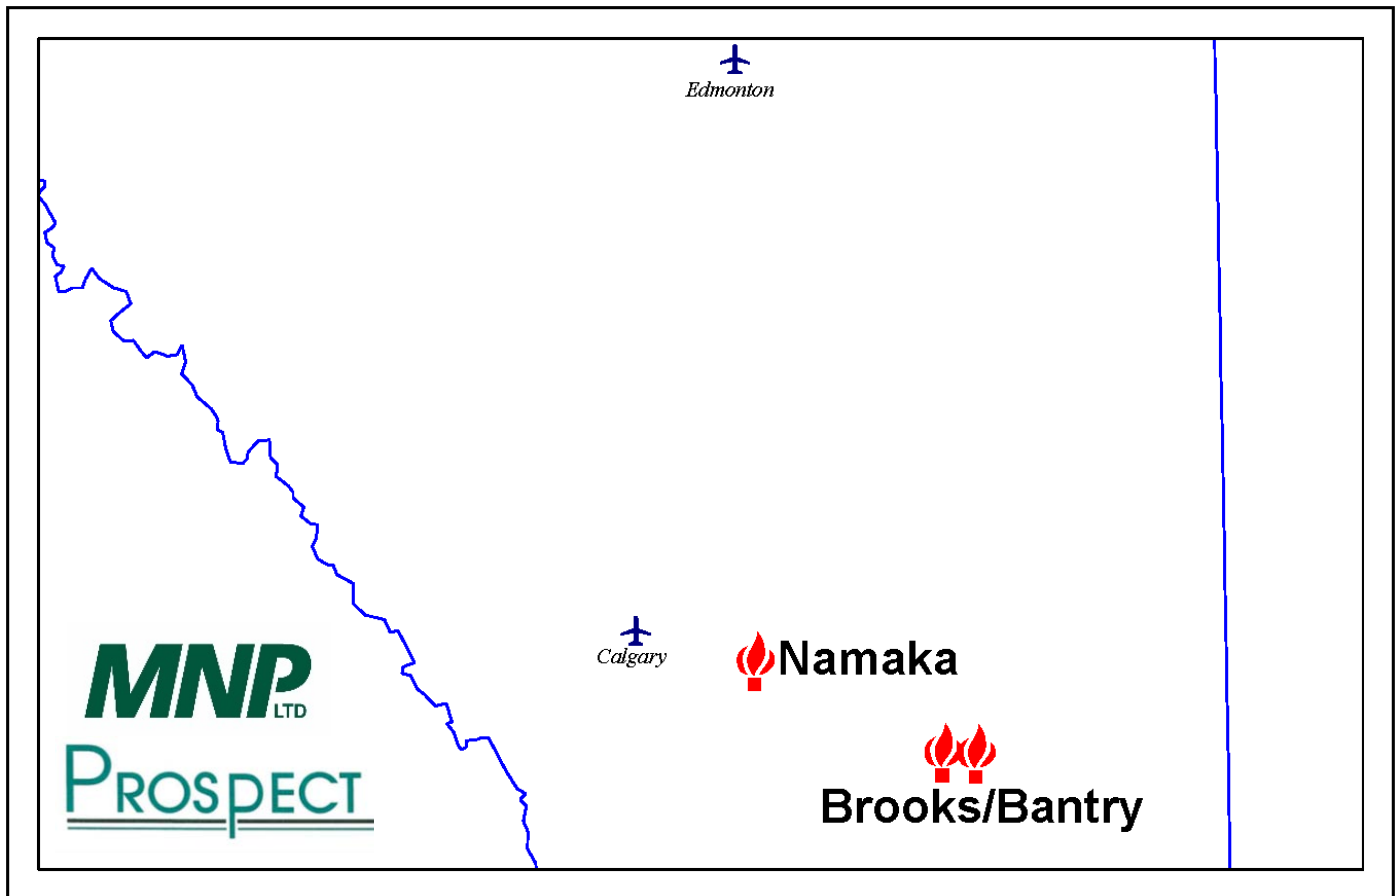 Edmonton
Calgary
Namaka
MNP
LTD
PROSPECT
Brooks/Bantry